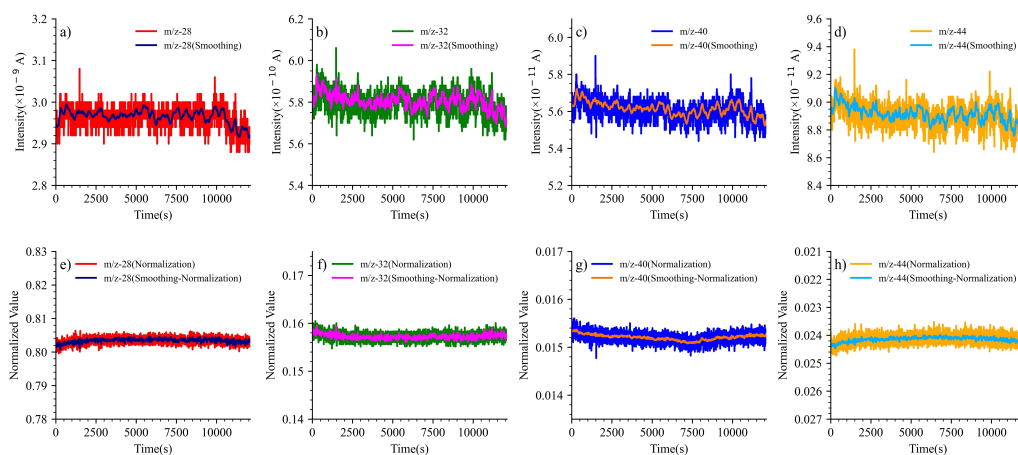 a)
m/z-28
m/z-28(Smoothing)
Intensity(×10⁻⁹ A)
3.2
3.1
3.0
2.9
2.8
0 2500 5000 7500 10000
Time(s)
b)
m/z-32
m/z-32(Smoothing)
Intensity(×10⁻¹⁰ A)
6.2
6.0
5.8
5.6
5.4
0 2500 5000 7500 10000
Time(s)
c)
m/z-40
m/z-40(Smoothing)
Intensity(×10⁻¹¹ A)
6.0
5.8
5.6
5.4
5.2
0 2500 5000 7500 10000
Time(s)
d)
m/z-44
m/z-44(Smoothing)
Intensity(×10⁻¹¹ A)
9.6
9.4
9.2
9.0
8.8
8.6
8.4
0 2500 5000 7500 10000
Time(s)
e)
m/z-28(Normalization)
m/z-28(Smoothing-Normalization)
Normalized Value
0.83
0.82
0.81
0.80
0.79
0.78
0 2500 5000 7500 10000
Time(s)
f)
m/z-32(Normalization)
m/z-32(Smoothing-Normalization)
Normalized Value
0.17
0.16
0.15
0.14
0 2500 5000 7500 10000
Time(s)
g)
m/z-40(Normalization)
m/z-40(Smoothing-Normalization)
Normalized Value
0.017
0.016
0.015
0.014
0 2500 5000 7500 10000
Time(s)
h)
m/z-44(Normalization)
m/z-44(Smoothing-Normalization)
Normalized Value
0.021
0.022
0.023
0.024
0.025
0.026
0.027
0 2500 5000 7500 10000
Time(s)